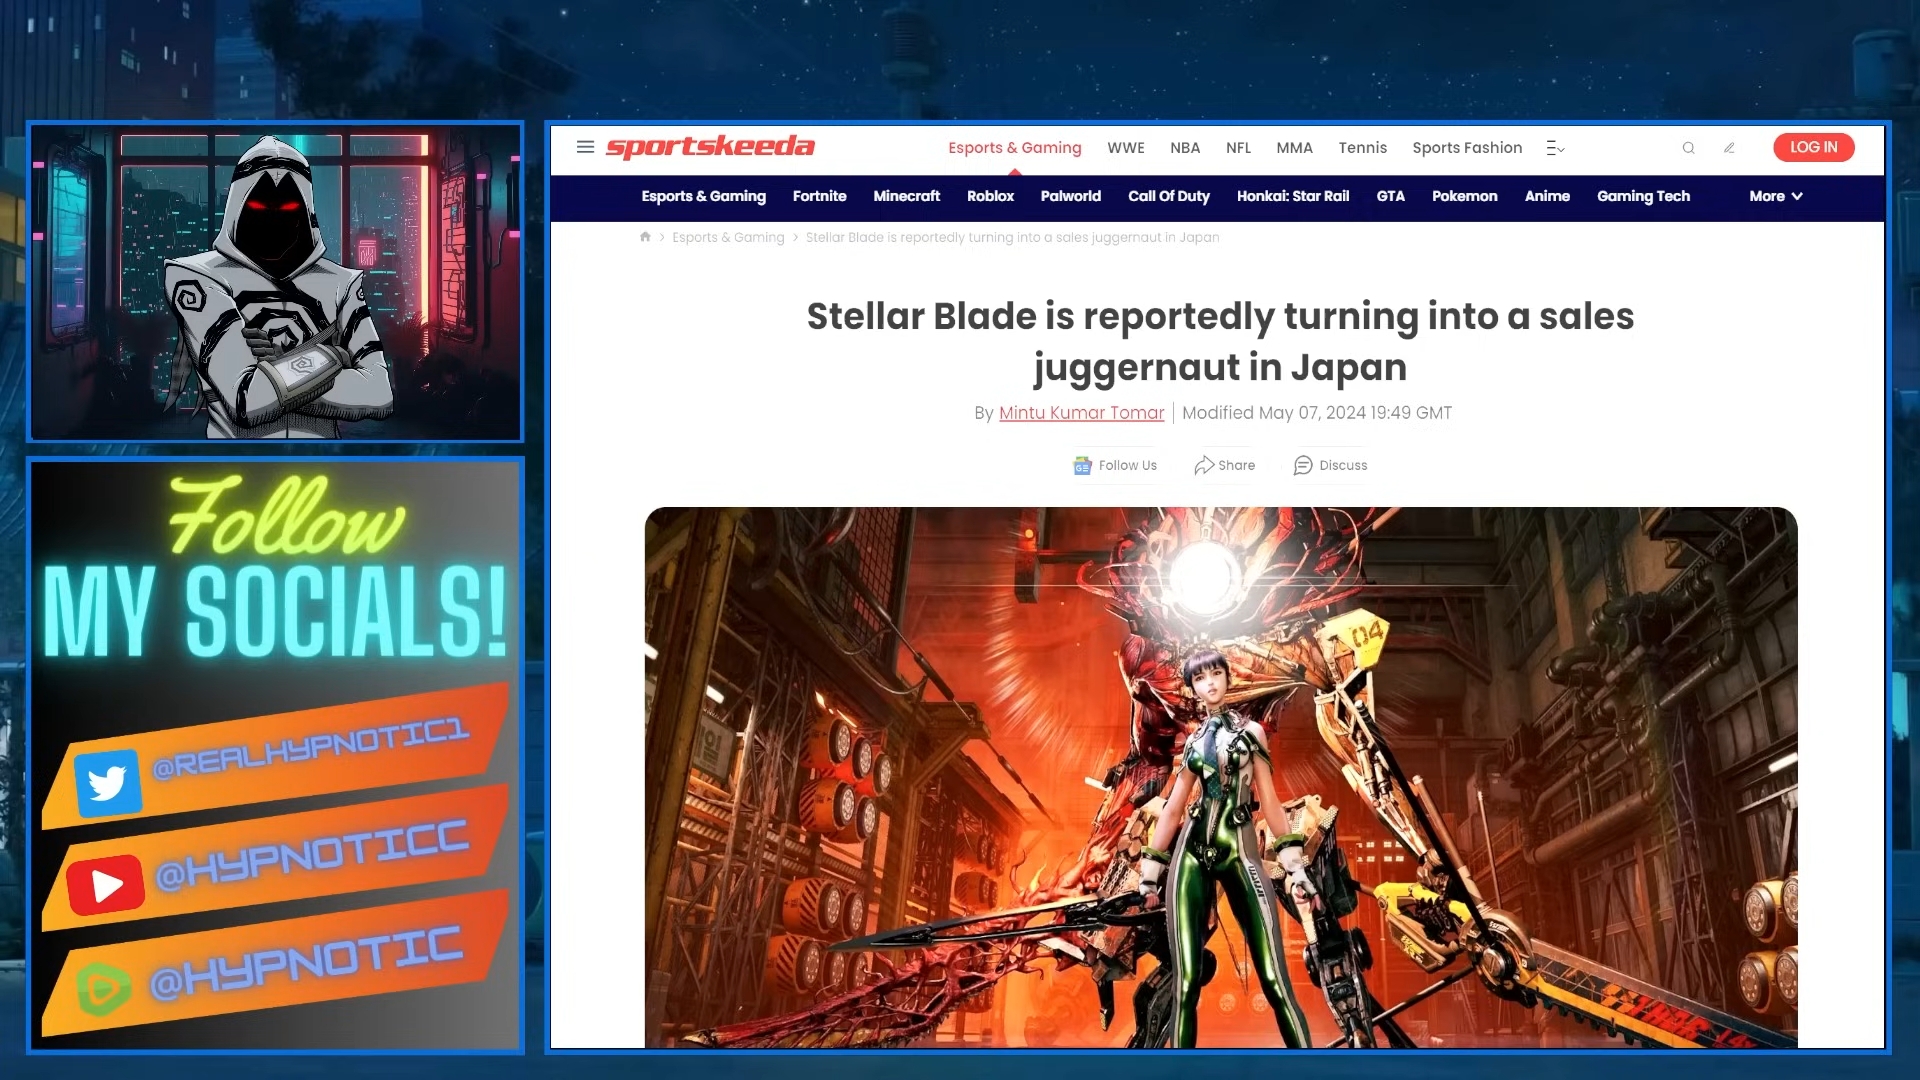 sportskeeda
Esports & Gaming WWE NBA NFL MMA Tennis Sports Fashion
LOG IN
Esports & Gaming Fortnite Minecraft Roblox Palworld Call Of Duty Honkai: Star Rail GTA Pokemon Anime Gaming Tech More
Esports & Gaming > Stellar Blade is reportedly turning into a sales juggernaut in Japan
Stellar Blade is reportedly turning into a sales
juggernaut in Japan
By Mintu Kumar Tomar | Modified May 07, 2024 19:49 GMT
Follow Us Share Discuss
04
Follow
MY SOCIALS!
@REALHYPNOTIC1
@HYPNOTICC
@HYPNOTIC